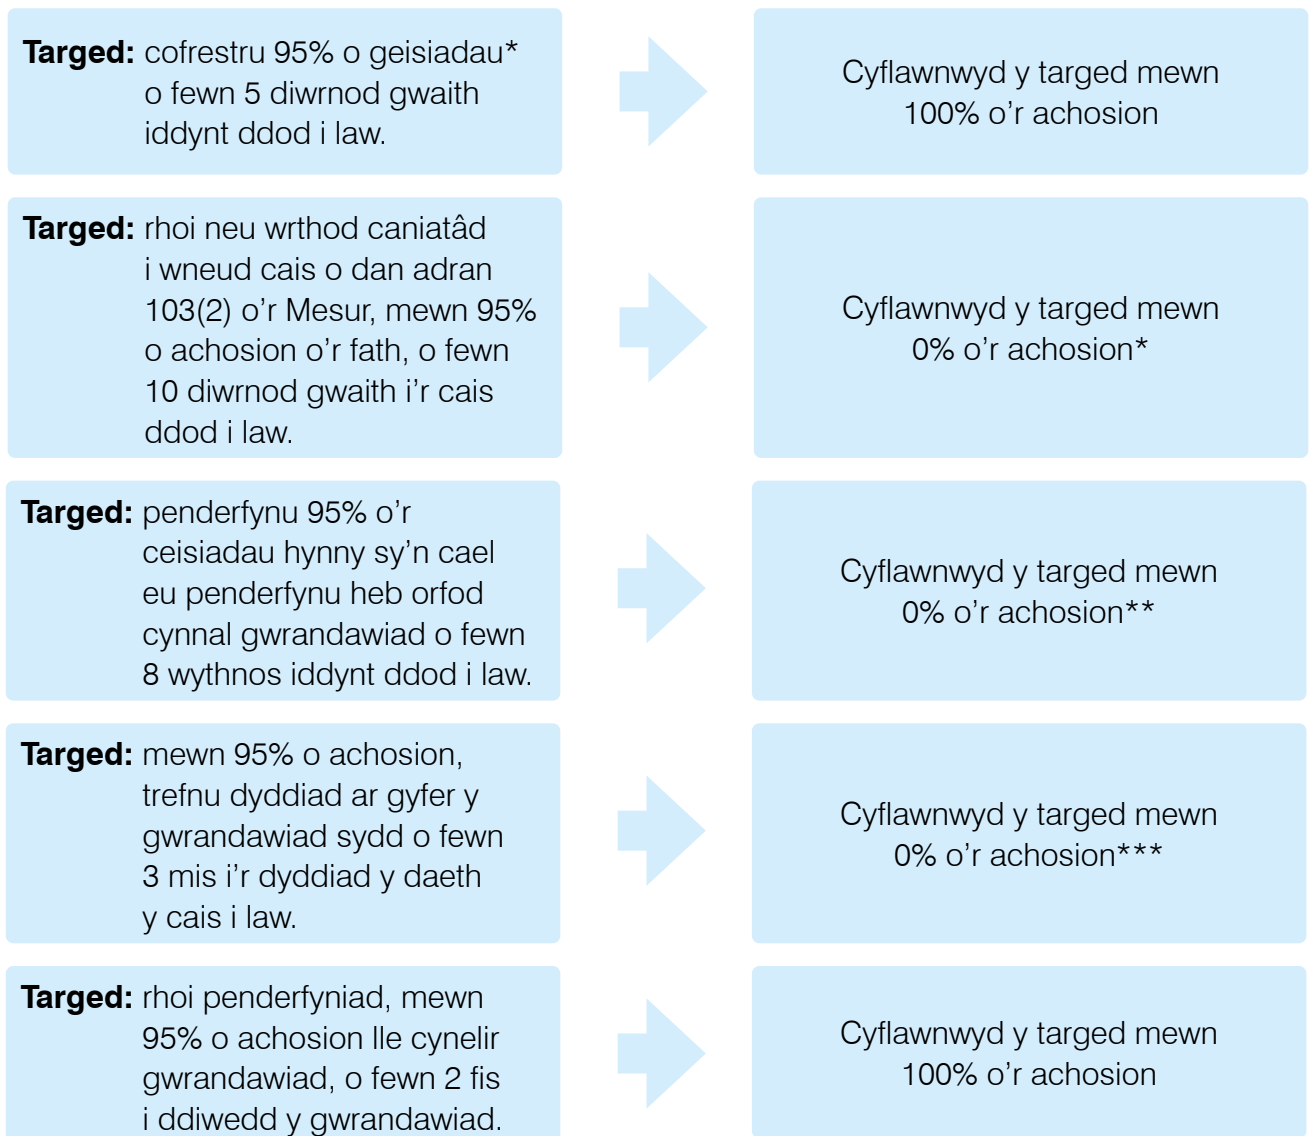 Targed: cofrestru 95% o geisiadau*
o fewn 5 diwrnod gwaith
iddynt ddod i law.
Cyflawnwyd y targed mewn
100% o’r achosion
Targed: rhoi neu wrthod caniatâd
i wneud cais o dan adran
103(2) o’r Mesur, mewn 95%
o achosion o’r fath, o fewn
10 diwrnod gwaith i’r cais
ddod i law.
Cyflawnwyd y targed mewn
0% o’r achosion*
Targed: penderfynu 95% o’r
ceisiadau hynny sy’n cael
eu penderfynu heb orfod
cynnal gwrandawiad o fewn
8 wythnos iddynt ddod i law.
Cyflawnwyd y targed mewn
0% o’r achosion**
Targed: mewn 95% o achosion,
trefnu dyddiad ar gyfer y
gwrandawiad sydd o fewn
3 mis i’r dyddiad y daeth
y cais i law.
Cyflawnwyd y targed mewn
0% o’r achosion***
Targed: rhoi penderfyniad, mewn
95% o achosion lle cynelir
gwrandawiad, o fewn 2 fis
i ddiwedd y gwrandawiad.
Cyflawnwyd y targed mewn
100% o’r achosion